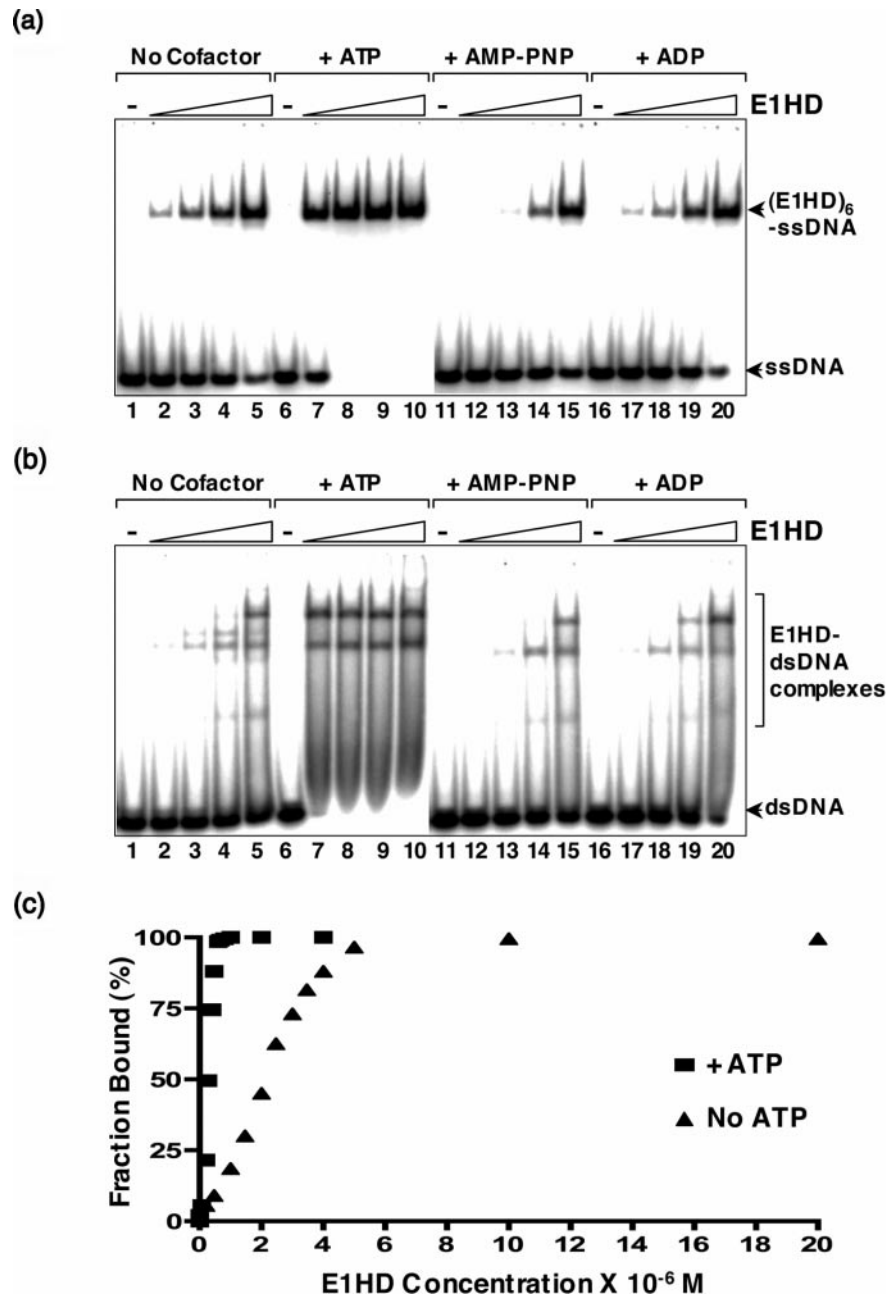 (a)
No Cofactor + ATP + AMP-PNP + ADP
- - - - E1HD
(E1HD)6
-ssDNA
ssDNA
1 2 3 4 5 6 7 8 9 10 11 12 13 14 15 16 17 18 19 20
(b)
No Cofactor + ATP + AMP-PNP + ADP
- - - - E1HD
E1HD-
dsDNA
complexes
dsDNA
1 2 3 4 5 6 7 8 9 10 11 12 13 14 15 16 17 18 19 20
(c)
Fraction Bound (%)
100
75
50
25
0
+ ATP
No ATP
0 2 4 6 8 10 12 14 16 18 20
E1HD Concentration X 10-6 M